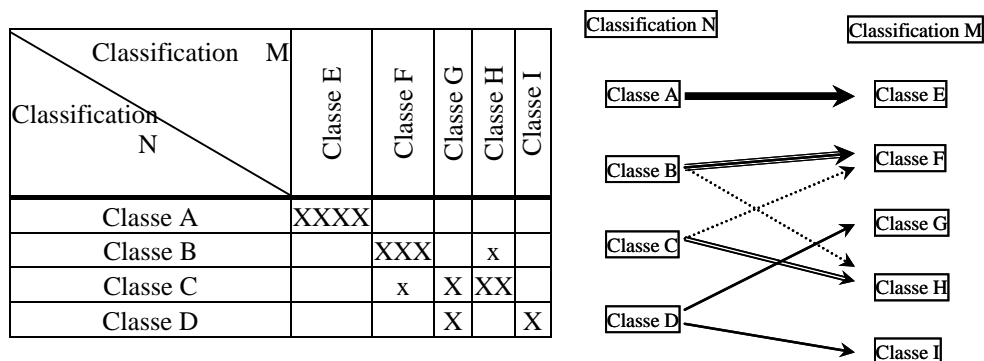 Classification M
Classification
N
Classe E
Classe F
Classe G
Classe H
Classe I
Classe A XXXX
Classe B XXX x
Classe C x X XX
Classe D X X
Classification N
Classification M
Classe A
Classe E
Classe B
Classe F
Classe C
Classe G
Classe H
Classe D
Classe I